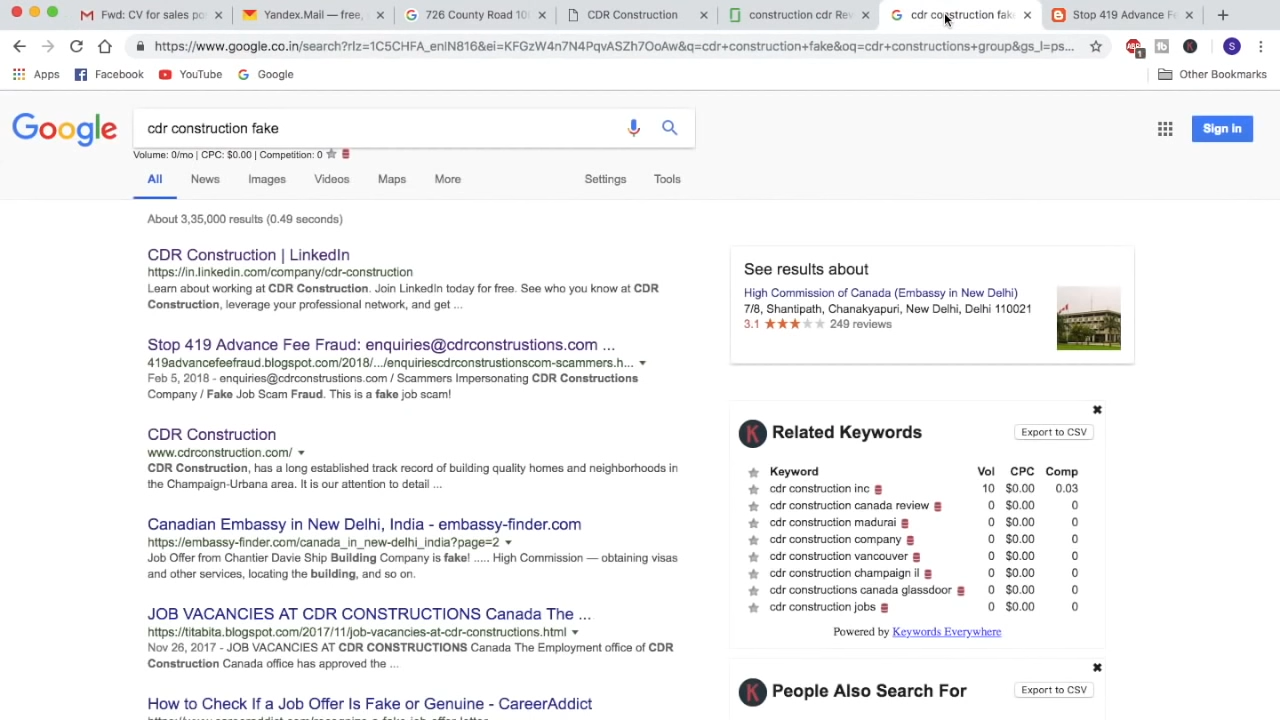 Fwd: CV for sales po
Yandex.Mail — free,
726 County Road 10
CDR Construction
construction cdr Rev
cdr construction fake
Stop 419 Advance Fe
https://www.google.co.in/search?rlz=1C5CHFA_enIN816&ei=KFGzW4n7N4PqvASZh7OoAw&q=cdr+construction+fake&oq=cdr+constructions+group&gs_l=ps...
ABP
1
tb
K
S
Apps
Facebook
YouTube
Google
Other Bookmarks
Google
cdr construction fake
Sign in
Volume: 0/mo | CPC: $0.00 | Competition: 0
All
News
Images
Videos
Maps
More
Settings
Tools
About 3,35,000 results (0.49 seconds)
CDR Construction | LinkedIn
https://in.linkedin.com/company/cdr-construction
Learn about working at CDR Construction. Join LinkedIn today for free. See who you know at CDR
Construction, leverage your professional network, and get ...
Stop 419 Advance Fee Fraud: enquiries@cdrconstrustions.com ...
419advancefeefraud.blogspot.com/2018/.../enquiriescdrconstrustionscom-scammers.h...
Feb 5, 2018 - enquiries@cdrconstrustions.com / Scammers Impersonating CDR Constructions
Company / Fake Job Scam Fraud. This is a fake job scam!
CDR Construction
www.cdrconstruction.com/
CDR Construction, has a long established track record of building quality homes and neighborhoods in
the Champaign-Urbana area. It is our attention to detail ...
Canadian Embassy in New Delhi, India - embassy-finder.com
https://embassy-finder.com/canada_in_new-delhi_india?page=2
Job Offer from Chantier Davie Ship Building Company is fake! ..... High Commission — obtaining visas
and other services, locating the building, and so on.
JOB VACANCIES AT CDR CONSTRUCTIONS Canada The ...
https://titabita.blogspot.com/2017/11/job-vacancies-at-cdr-constructions.html
Nov 26, 2017 - JOB VACANCIES AT CDR CONSTRUCTIONS Canada The Employment office of CDR
Construction Canada office has approved the ...
How to Check If a Job Offer Is Fake or Genuine - CareerAddict
See results about
High Commission of Canada (Embassy in New Delhi)
7/8, Shantipath, Chanakyapuri, New Delhi, Delhi 110021
3.1 249 reviews
K
Related Keywords
Export to CSV
Keyword Vol CPC Comp
cdr construction inc 10 $0.00 0.03
cdr construction canada review 0 $0.00 0
cdr construction madurai 0 $0.00 0
cdr construction company 0 $0.00 0
cdr construction vancouver 0 $0.00 0
cdr construction champaign il 0 $0.00 0
cdr constructions canada glassdoor 0 $0.00 0
cdr construction jobs 0 $0.00 0
Powered by Keywords Everywhere
K
People Also Search For
Export to CSV